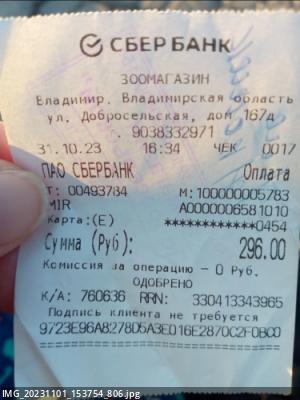 СБЕР БАНК
ЗООМАГАЗИН
Владимир, Владимирская область
ул. Добросельская, дом 167д
. 9038332971
31.10.23 16:34 ЧЕК 0017
ПАО СБЕРБАНК Оплата
Т: 00493784 М:100000005783
MIR A0000006581010
Карта:(E) ************0454
Сумма (Руб): 296.00
Комиссия за операцию – 0 Руб.
ОДОБРЕНО
К/А: 760636 RRN: 330413343965
Подпись клиента не требуется
9723E96A8278D5A3E016E2870C2F0BC0
IMG_20231101_153754_806.jpg